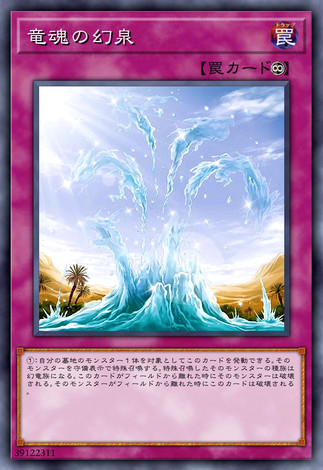 竜魂の幻泉
トラップ
罠
【罠カード】
①:自分の墓地のモンスター1体を対象としてこのカードを発動できる。その
モンスターを守備表示で特殊召喚する。特殊召喚したそのモンスターの種族は
幻竜族になる。このカードがフィールドから離れた時にそのモンスターは破壊
される。そのモンスターがフィールドから離れた時にこのカードは破壊される
。
39122311